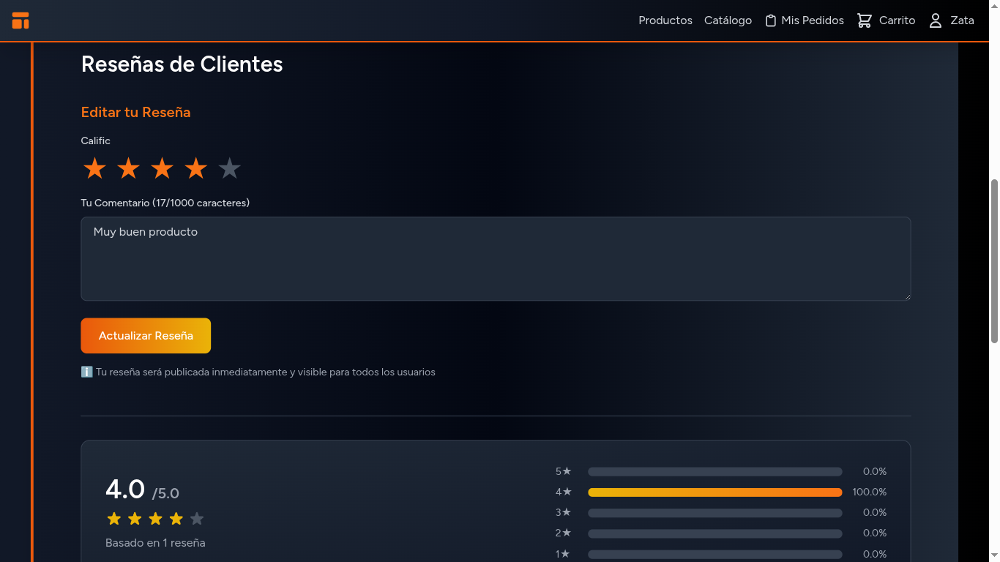 Productos Catálogo Mis Pedidos Carrito Zata
Reseñas de Clientes
Editar tu Reseña
Calific
★ ★ ★ ★ ★
Tu Comentario (17/1000 caracteres)
Muy buen producto
Actualizar Reseña
ℹ️ Tu reseña será publicada inmediatamente y visible para todos los usuarios
4.0 /5.0
Basado en 1 reseña
5★ 0.0%
4★ 100.0%
3★ 0.0%
2★ 0.0%
1★ 0.0%